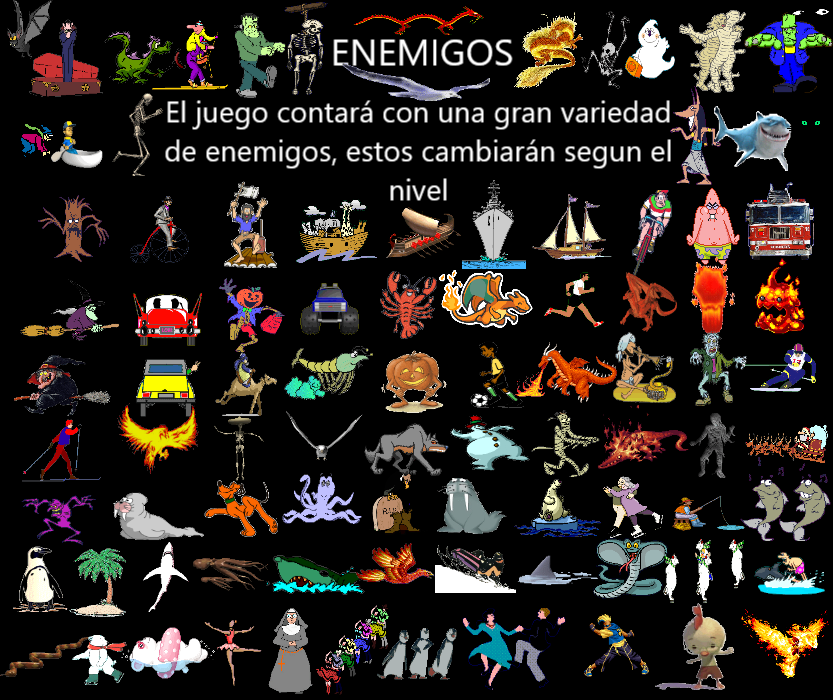 ENEMIGOS
El juego contará con una gran variedad
de enemigos, estos cambiarán segun el
nivel